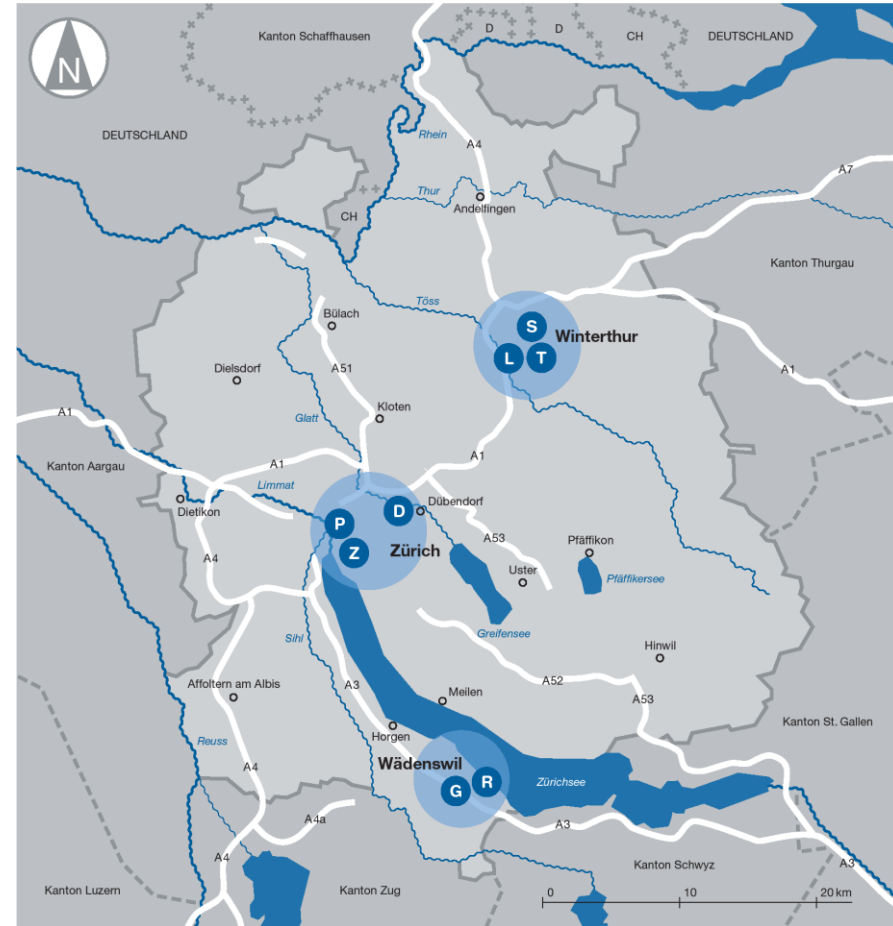 Kanton Schaffhausen
D
D
CH
DEUTSCHLAND
N
DEUTSCHLAND
Rhein
A4
A7
Thur
Andelfingen
CH
Kanton Thurgau
Töss
Bülach
S
Winterthur
L
T
A51
Dielsdorf
A1
Kloten
A1
Glatt
A1
A1
Kanton Aargau
Limmat
Dietikon
D
Dübendorf
P
A53
Zürich
Z
Pfäffikon
A4
Uster
Pfäffikersee
Greifensee
Sihl
Hinwil
A3
A52
Affoltern am Albis
Meilen
A53
Horgen
Kanton St. Gallen
Reuss
Wädenswil
A4
R
G
Zürichsee
A4a
A3
A4
A3
Kanton Luzern
Kanton Zug
Kanton Schwyz
0
10
20 km